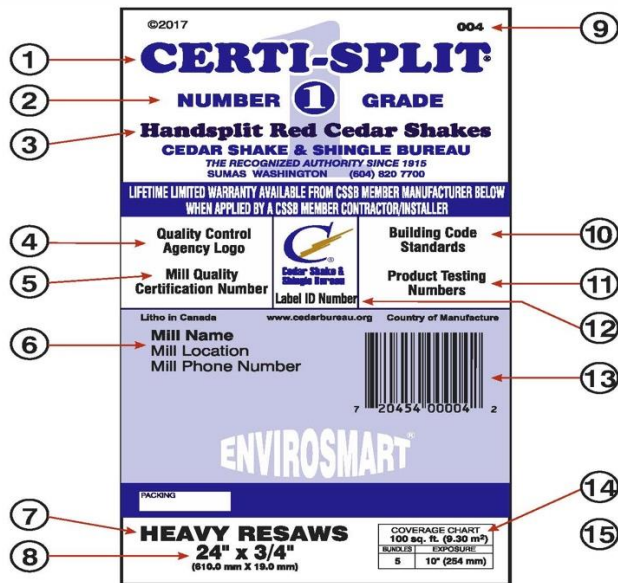 ©2017
004
9
1
CERTI-SPLIT®
2
NUMBER 1 GRADE
3
Handsplit Red Cedar Shakes
CEDAR SHAKE & SHINGLE BUREAU
THE RECOGNIZED AUTHORITY SINCE 1915
SUMAS WASHINGTON (604) 820 7700
LIFETIME LIMITED WARRANTY AVAILABLE FROM CSSB MEMBER MANUFACTURER BELOW
WHEN APPLIED BY A CSSB MEMBER CONTRACTOR/INSTALLER
4
Quality Control
Agency Logo
5
Mill Quality
Certification Number
C®
Cedar Shake &
Shingle Bureau
Label ID Number
Building Code
Standards
10
Product Testing
Numbers
11
12
Litho in Canada www.cedarbureau.org Country of Manufacture
6
Mill Name
Mill Location
Mill Phone Number
7 20454 00004 2
13
ENVIROSMART®
PACKING
7
HEAVY RESAWS
8
24" x 3/4"
(610.0 mm X 19.0 mm)
14
COVERAGE CHART
100 sq. ft. (9.30 m²)
BUNDLES EXPOSURE
5 10" (254 mm)
15